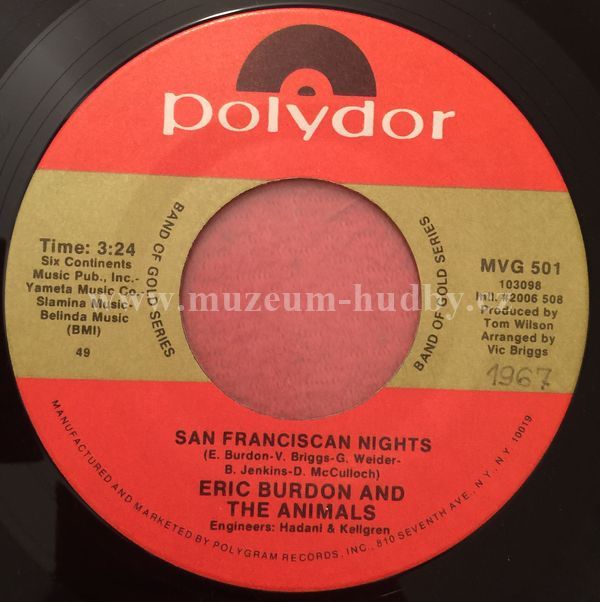 polydor
BAND OF GOLD SERIES
BAND OF GOLD SERIES
Time: 3:24
Six Continents
Music Pub., Inc.-
Yameta Music Co.-
Slamina Music-
Belinda Music
(BMI)
49
MVG 501
103098
Intl. #2006 508
Produced by
Tom Wilson
Arranged by
Vic Briggs
1967
www.muzeum-hudby.cz
SAN FRANCISCAN NIGHTS
(E. Burdon-V. Briggs-G. Weider-
B. Jenkins-D. McCulloch)
ERIC BURDON AND
THE ANIMALS
Engineers: Hadani & Kellgren
MANUFACTURED AND MARKETED BY POLYGRAM RECORDS, INC., 810 SEVENTH AVE., N.Y., N.Y. 10019